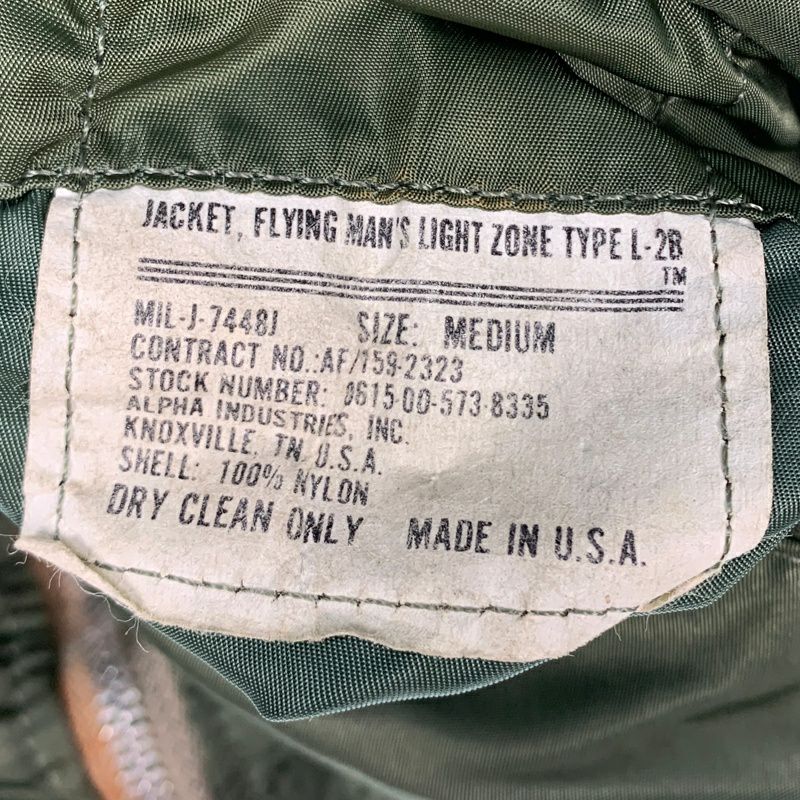 JACKET, FLYING MAN'S LIGHT ZONE TYPE L-2B
TM
MIL-J-7448J SIZE: MEDIUM
CONTRACT NO.:AF/159-2323
STOCK NUMBER: 0615-00-573-8335
ALPHA INDUSTRIES, INC.
KNOXVILLE, TN U.S.A.
SHELL: 100% NYLON
DRY CLEAN ONLY MADE IN U.S.A.